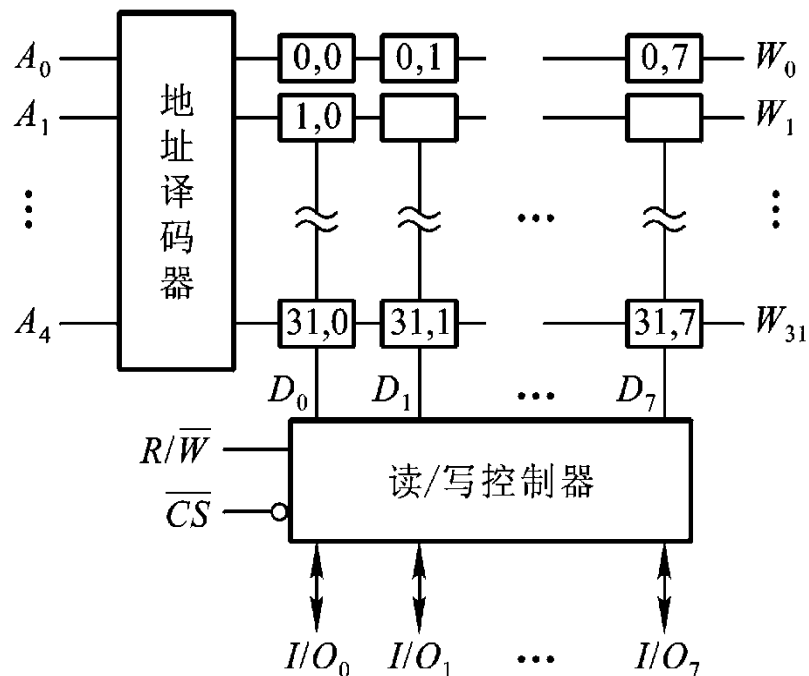 A₀ 0,0 0,1 0,7 W₀
A₁ 1,0 W₁
地址译码器
⋮ ⋯ ⋮
A₄ 31,0 31,1 31,7 W₃₁
D₀ D₁ ⋯ D₇
R/W̅
读/写控制器
C̅S̅
I/O₀ I/O₁ ⋯ I/O₇